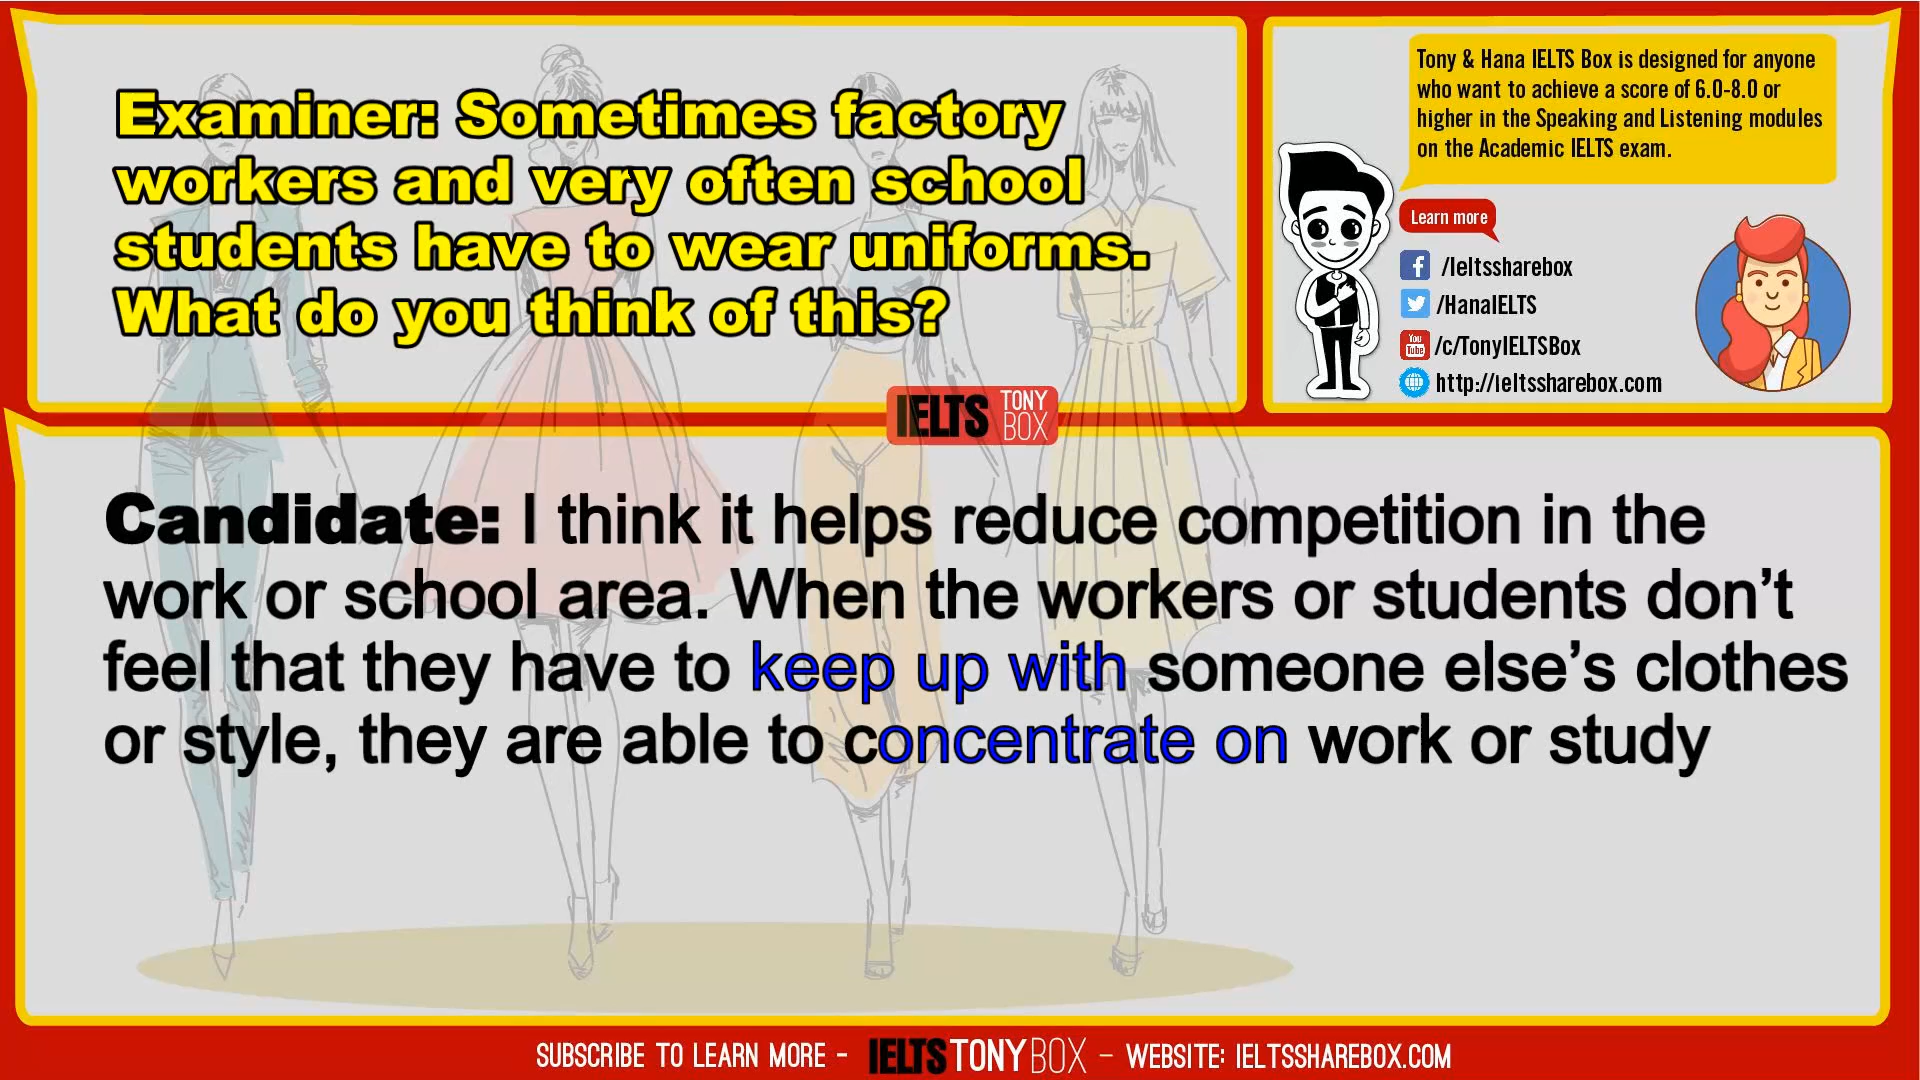 Examiner: Sometimes factory
workers and very often school
students have to wear uniforms.
What do you think of this?
Tony & Hana IELTS Box is designed for anyone
who want to achieve a score of 6.0-8.0 or
higher in the Speaking and Listening modules
on the Academic IELTS exam.
Learn more
f /Ieltssharebox
/HanaIELTS
You Tube /c/TonyIELTSBox
http://ieltssharebox.com
IELTS TONY BOX
Candidate: I think it helps reduce competition in the
work or school area. When the workers or students don’t
feel that they have to keep up with someone else’s clothes
or style, they are able to concentrate on work or study
SUBSCRIBE TO LEARN MORE - IELTS TONY BOX - WEBSITE: IELTSSHAREBOX.COM